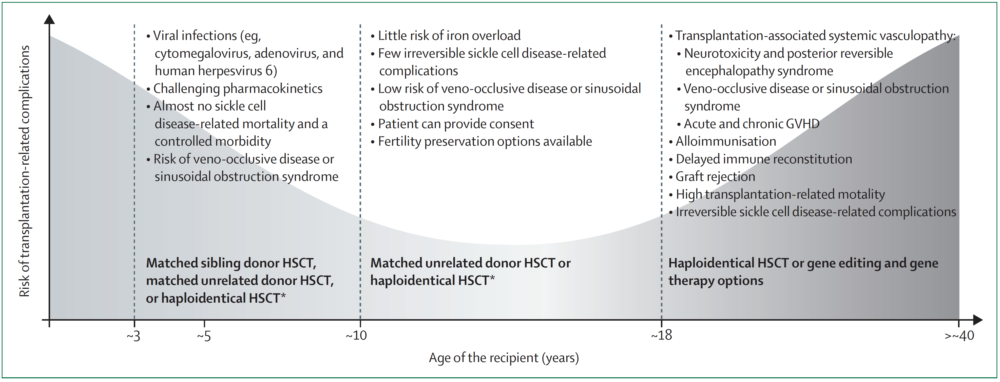 Risk of transplantation-related complications
• Viral infections (eg,
cytomegalovirus, adenovirus, and
human herpesvirus 6)
• Challenging pharmacokinetics
• Almost no sickle cell
disease-related mortality and a
controlled morbidity
• Risk of veno-occlusive disease or
sinusoidal obstruction syndrome
Matched sibling donor HSCT,
matched unrelated donor HSCT,
or haploidentical HSCT*
• Little risk of iron overload
• Few irreversible sickle cell disease-related
complications
• Low risk of veno-occlusive disease or sinusoidal
obstruction syndrome
• Patient can provide consent
• Fertility preservation options available
Matched unrelated donor HSCT or
haploidentical HSCT*
• Transplantation-associated systemic vasculopathy:
• Neurotoxicity and posterior reversible
encephalopathy syndrome
• Veno-occlusive disease or sinusoidal obstruction
syndrome
• Acute and chronic GVHD
• Alloimmunisation
• Delayed immune reconstitution
• Graft rejection
• High transplantation-related motality
• Irreversible sickle cell disease-related complications
Haploidentical HSCT or gene editing and gene
therapy options
~3
~5
~10
~18
>~40
Age of the recipient (years)